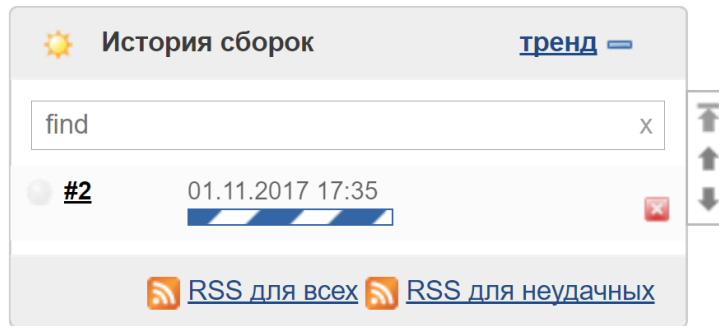 История сборок тренд
find x
#2 01.11.2017 17:35
RSS для всех RSS для неудачных